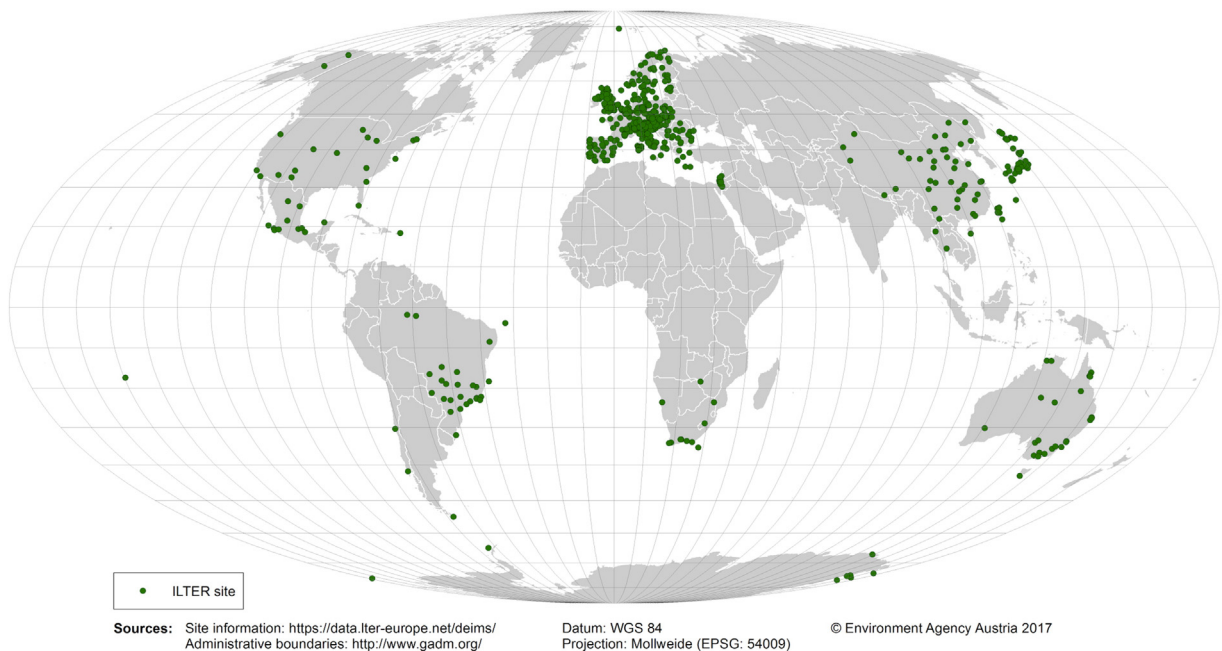 ILTER site
Sources: Site information: https://data.lter-europe.net/deims/
Administrative boundaries: http://www.gadm.org/
Datum: WGS 84
Projection: Mollweide (EPSG: 54009)
© Environment Agency Austria 2017